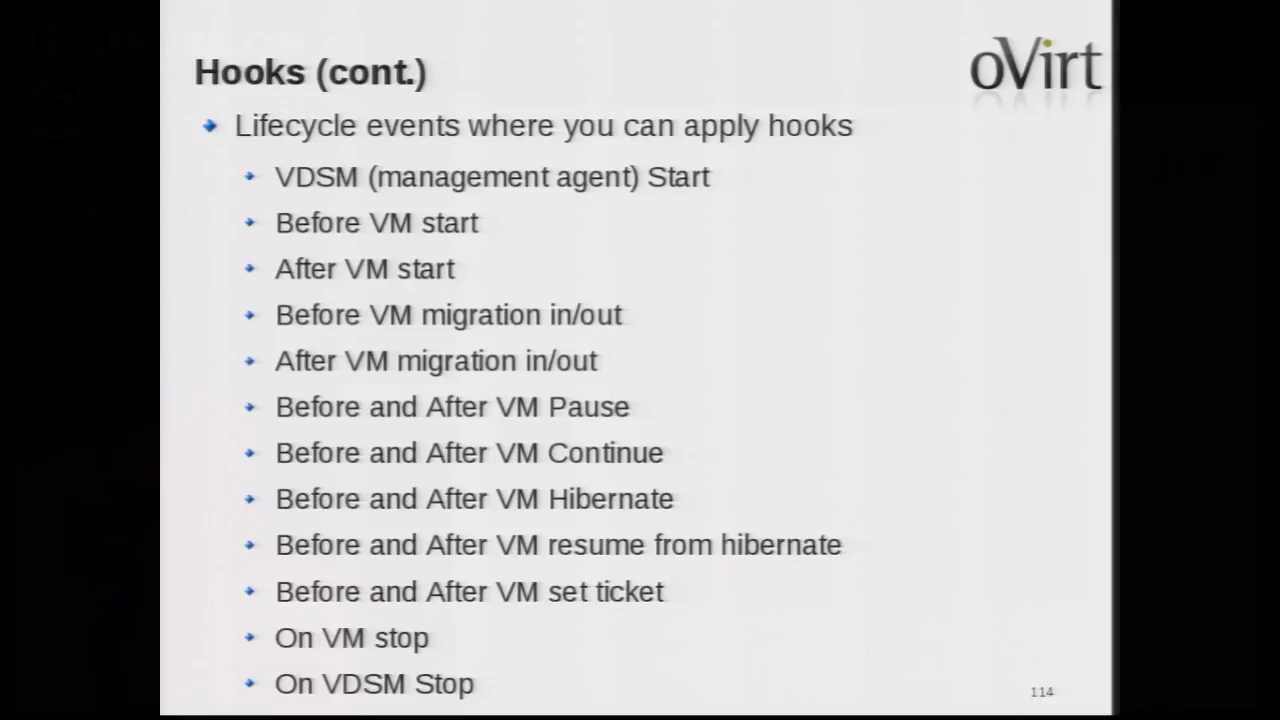 Hooks (cont.)
oVirt
Lifecycle events where you can apply hooks
VDSM (management agent) Start
Before VM start
After VM start
Before VM migration in/out
After VM migration in/out
Before and After VM Pause
Before and After VM Continue
Before and After VM Hibernate
Before and After VM resume from hibernate
Before and After VM set ticket
On VM stop
On VDSM Stop
114